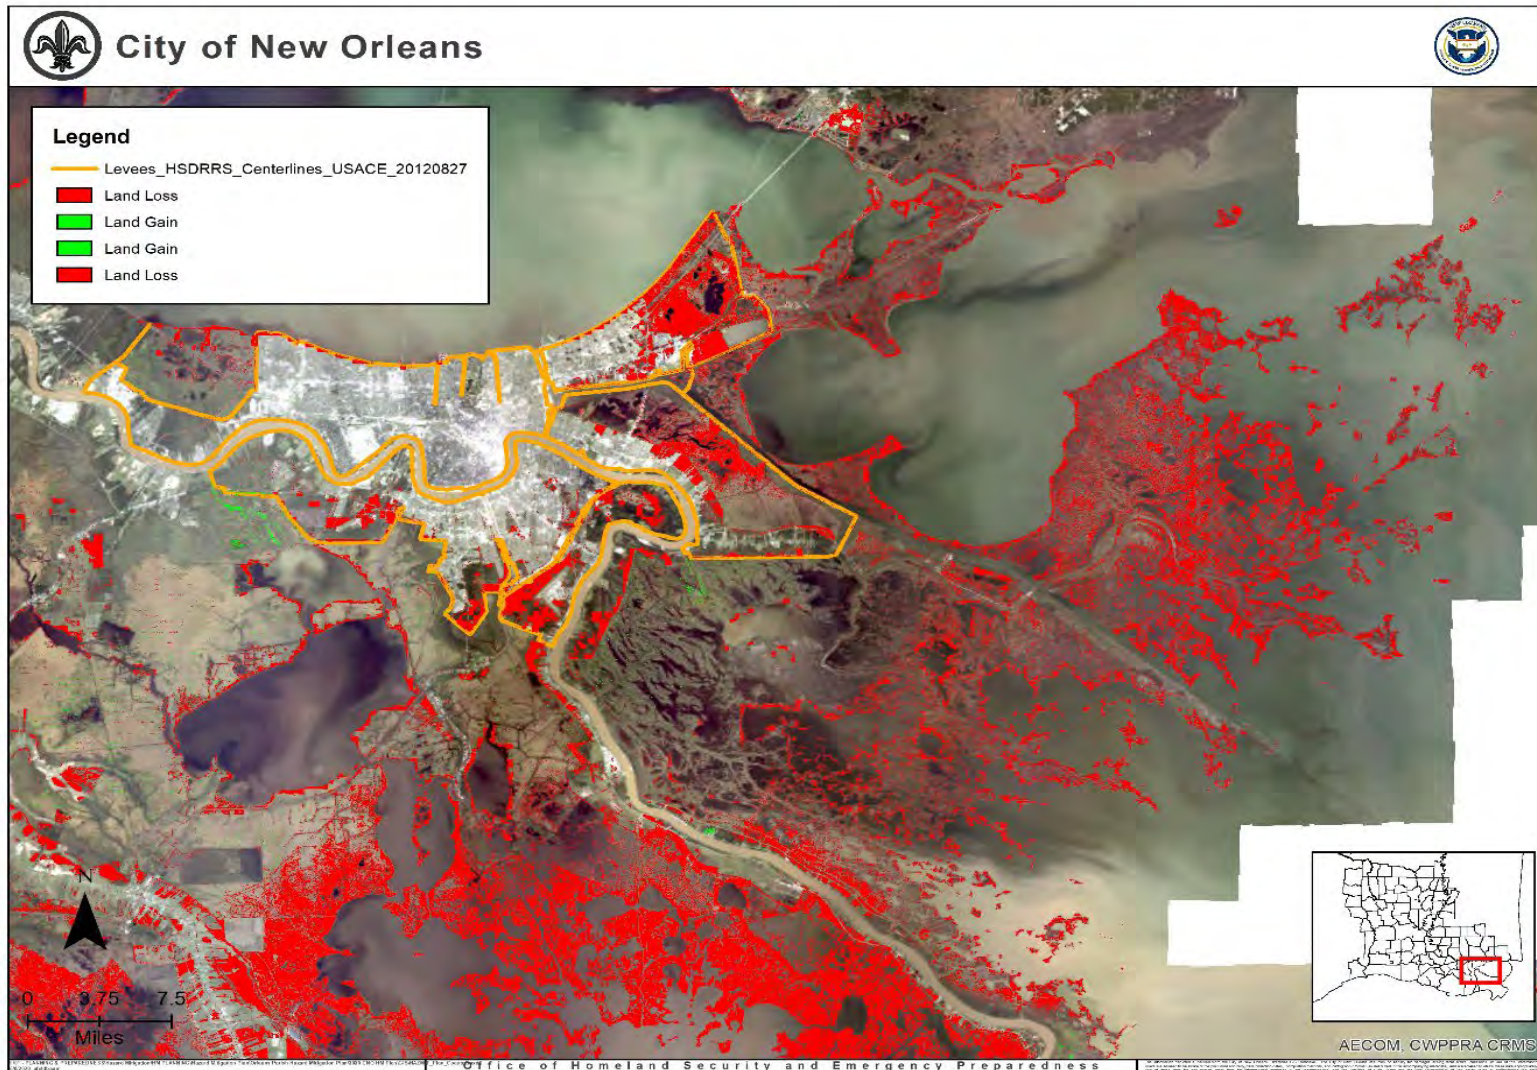 City of New Orleans
Legend
Levees_HSDRRS_Centerlines_USACE_20120827
Land Loss
Land Gain
Land Gain
Land Loss
N
0 3.75 7.5
Miles
AECOM, CWPPRA CRMS
Office of Homeland Security and Emergency Preparedness